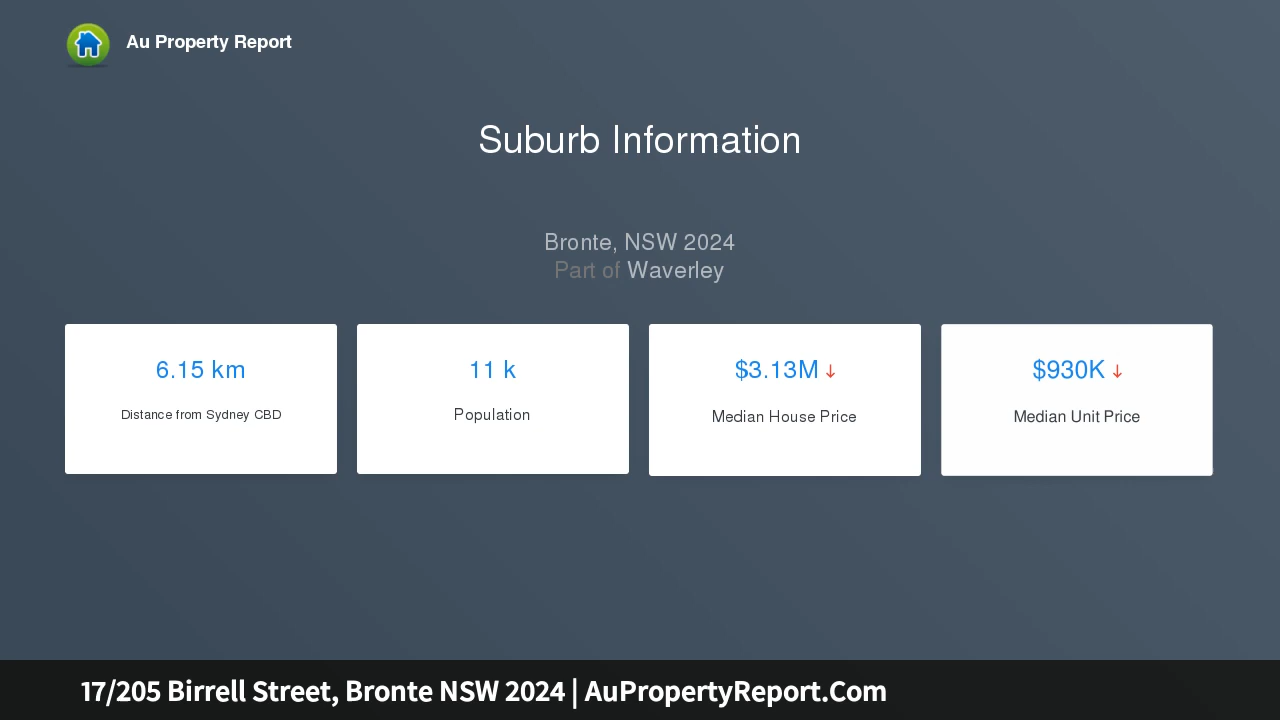 Au Property Report
Suburb Information
Bronte, NSW 2024
Part of Waverley
6.15 km
Distance from Sydney CBD
11 k
Population
$3.13M ↓
Median House Price
$930K ↓
Median Unit Price
17/205 Birrell Street, Bronte NSW 2024 | AuPropertyReport.Com